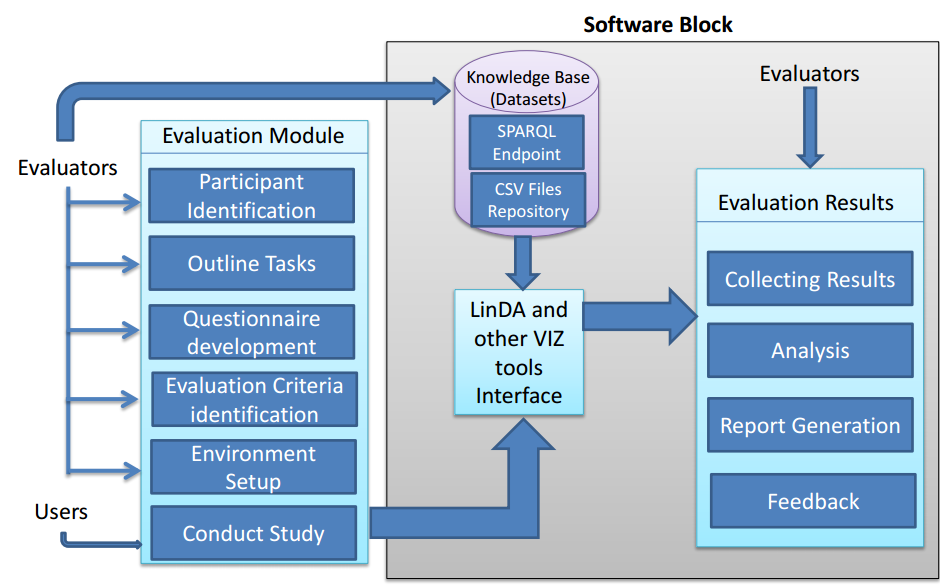 Software Block
Evaluators
Evaluation Module
Participant
Identification
Outline Tasks
Questionnaire
development
Evaluation Criteria
identification
Environment
Setup
Users
Conduct Study
Knowledge Base
(Datasets)
SPARQL
Endpoint
CSV Files
Repository
LinDA and
other VIZ
tools
Interface
Evaluators
Evaluation Results
Collecting Results
Analysis
Report Generation
Feedback